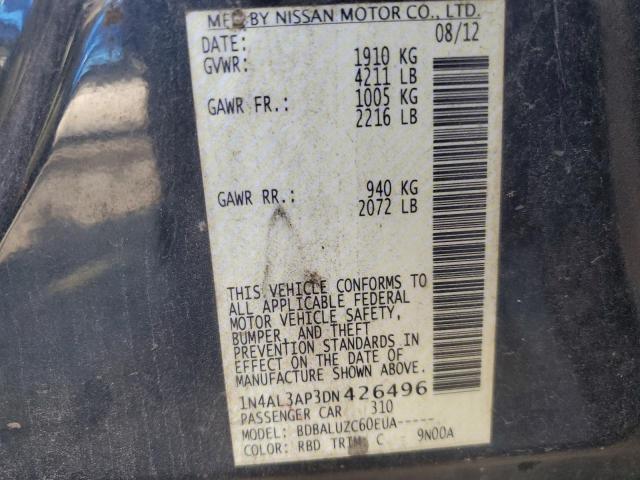 MFD BY NISSAN MOTOR CO., LTD.
DATE: 08/12
GVWR: 1910 KG
4211 LB
GAWR FR.: 1005 KG
2216 LB
GAWR RR.: 940 KG
2072 LB
THIS VEHICLE CONFORMS TO
ALL APPLICABLE FEDERAL
MOTOR VEHICLE SAFETY,
BUMPER, AND THEFT
PREVENTION STANDARDS IN
EFFECT ON THE DATE OF
MANUFACTURE SHOWN ABOVE.
1N4AL3AP3DN426496
PASSENGER CAR 310
MODEL: BDBALUZC60EUA-----
COLOR: RBD TRIM: C 9N00A